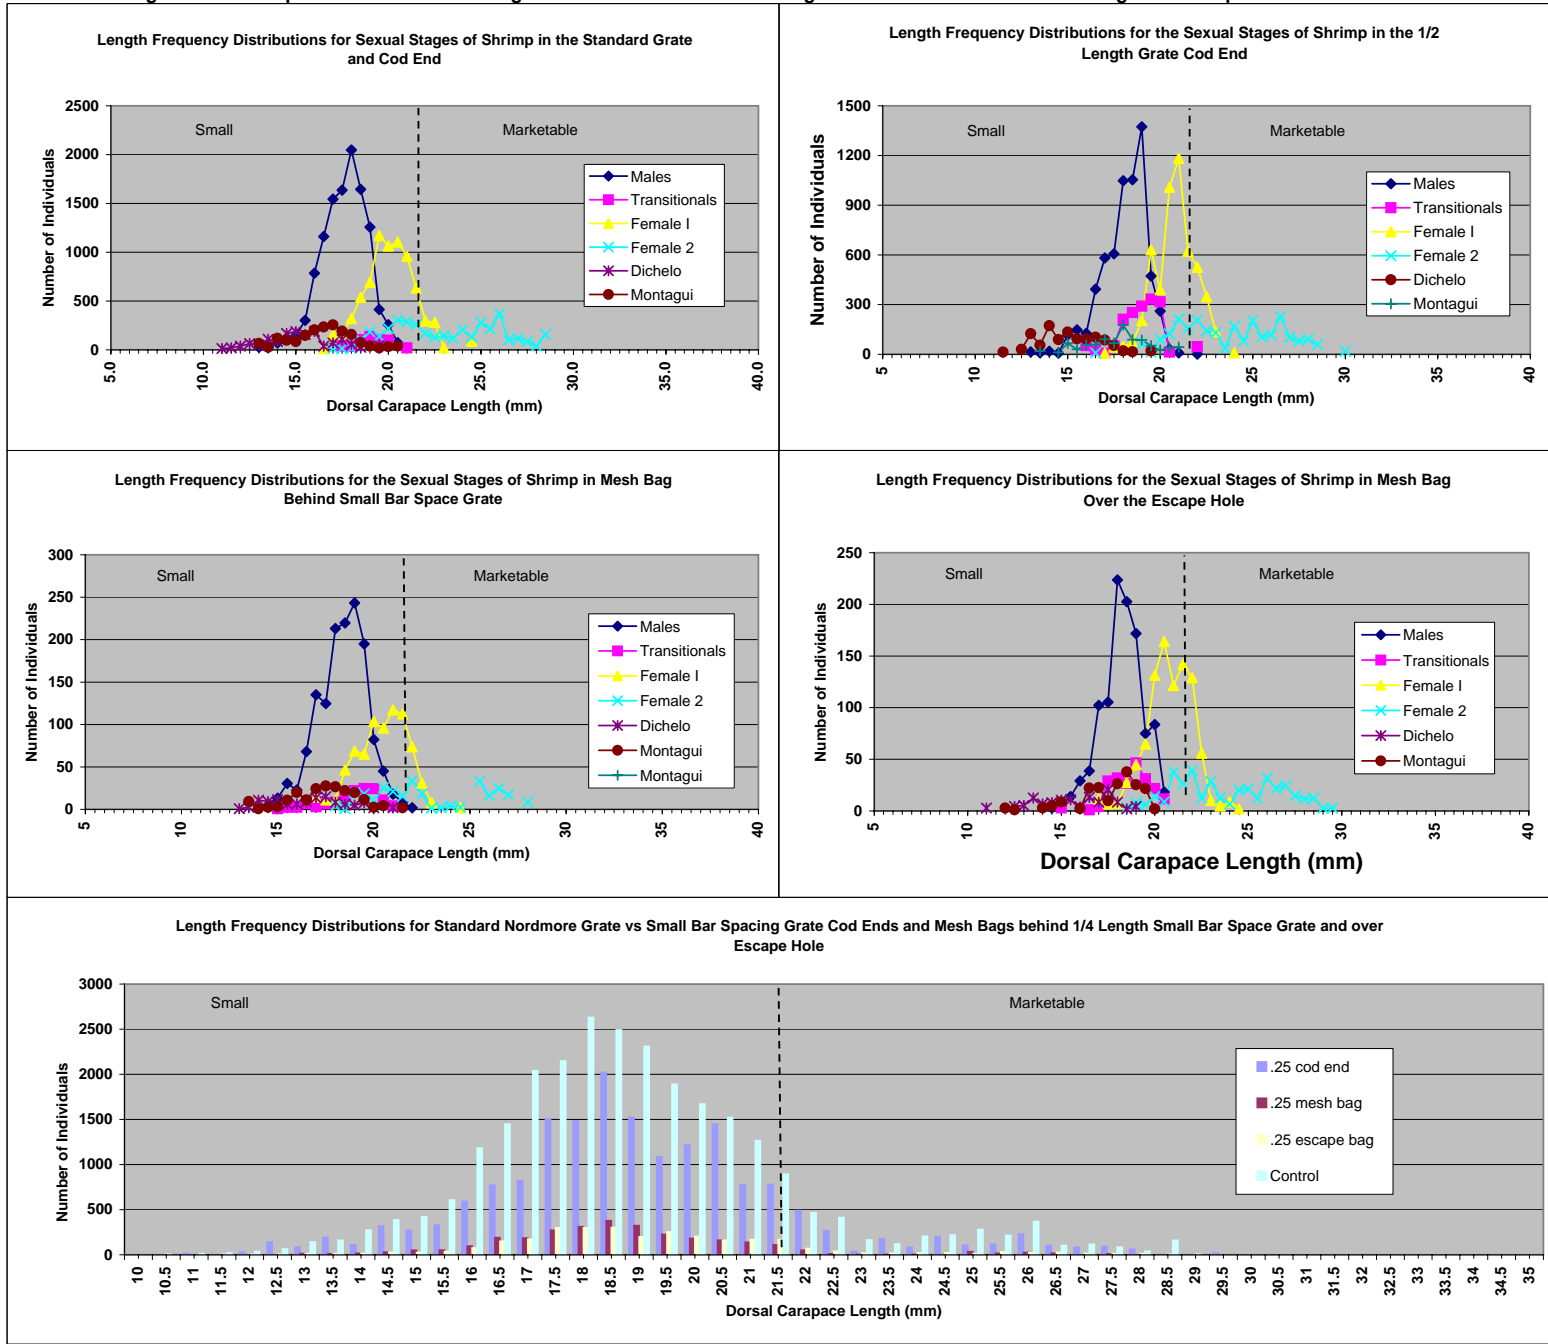 Length Frequency Distributions for Sexual Stages of Shrimp in the Standard Grate
and Cod End
2500
2000
1500
1000
500
0
Small
Marketable
Males
Transitionals
Female I
Female 2
Dichelo
Montagui
Number of Individuals
5.0
10.0
15.0
20.0
25.0
30.0
35.0
40.0
Dorsal Carapace Length (mm)
Length Frequency Distributions for the Sexual Stages of Shrimp in the 1/2
Length Grate Cod End
1500
1200
900
600
300
0
Small
Marketable
Males
Transitionals
Female I
Female 2
Dichelo
Montagui
Number of Individuals
5
10
15
20
25
30
35
40
Dorsal Carapace Length (mm)
Length Frequency Distributions for the Sexual Stages of Shrimp in Mesh Bag
Behind Small Bar Space Grate
300
250
200
150
100
50
0
Small
Marketable
Males
Transitionals
Female I
Female 2
Dichelo
Montagui
Montagui
Number of Individuals
5
10
15
20
25
30
35
40
Dorsal Carapace Length (mm)
Length Frequency Distributions for the Sexual Stages of Shrimp in Mesh Bag
Over the Escape Hole
250
200
150
100
50
0
Small
Marketable
Males
Transitionals
Female I
Female 2
Dichelo
Montagui
Number of Individuals
5
10
15
20
25
30
35
40
Dorsal Carapace Length (mm)
Length Frequency Distributions for Standard Nordmore Grate vs Small Bar Spacing Grate Cod Ends and Mesh Bags behind 1/4 Length Small Bar Space Grate and over
Escape Hole
3000
2500
2000
1500
1000
500
0
Small
Marketable
.25 cod end
.25 mesh bag
.25 escape bag
Control
Number of Individuals
10
10.5
11
11.5
12
12.5
13
13.5
14
14.5
15
15.5
16
16.5
17
17.5
18
18.5
19
19.5
20
20.5
21
21.5
22
22.5
23
23.5
24
24.5
25
25.5
26
26.5
27
27.5
28
28.5
29
29.5
30
30.5
31
31.5
32
32.5
33
33.5
34
34.5
35
Dorsal Carapace Length (mm)